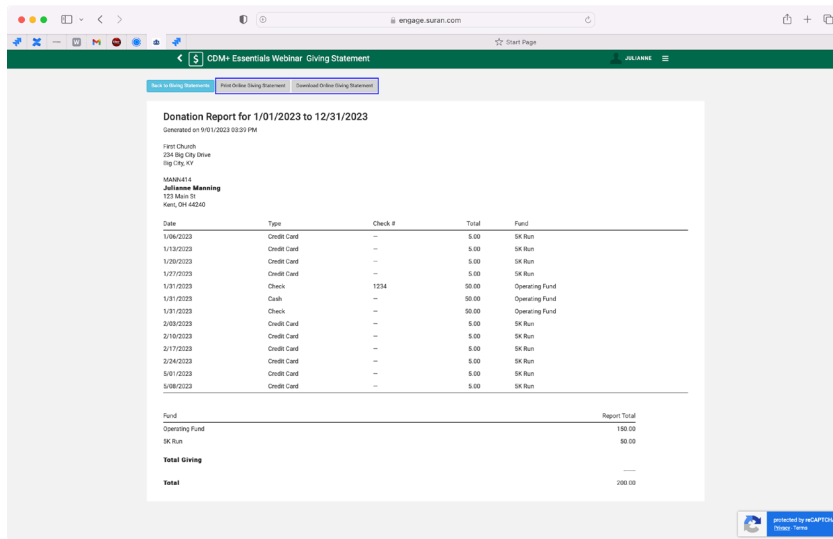 engage.suran.com
W
Start Page
$ CDM+ Essentials Webinar Giving Statement
JULIANNE
Back to Giving Statements Print Online Giving Statement Download Online Giving Statement
Donation Report for 1/01/2023 to 12/31/2023
Generated on 9/01/2023 03:39 PM
First Church
234 Big City Drive
Big City, KY
MANN414
Julianne Manning
123 Main St
Kent, OH 44240
Date Type Check # Total Fund
1/06/2023 Credit Card -- 5.00 5K Run
1/13/2023 Credit Card -- 5.00 5K Run
1/20/2023 Credit Card -- 5.00 5K Run
1/27/2023 Credit Card -- 5.00 5K Run
1/31/2023 Check 1234 50.00 Operating Fund
1/31/2023 Cash -- 50.00 Operating Fund
1/31/2023 Check -- 50.00 Operating Fund
2/03/2023 Credit Card -- 5.00 5K Run
2/10/2023 Credit Card -- 5.00 5K Run
2/17/2023 Credit Card -- 5.00 5K Run
2/24/2023 Credit Card -- 5.00 5K Run
5/01/2023 Credit Card -- 5.00 5K Run
5/08/2023 Credit Card -- 5.00 5K Run
Fund Report Total
Operating Fund 150.00
5K Run 50.00
Total Giving
Total 200.00
protected by reCAPTCHA
Privacy - Terms